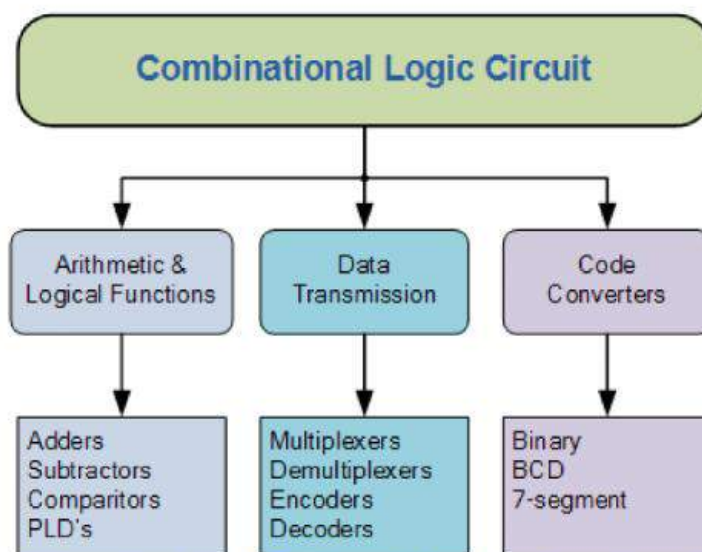 Combinational Logic Circuit
Arithmetic &
Logical Functions
Data
Transmission
Code
Converters
Adders
Subtractors
Comparitors
PLD's
Multiplexers
Demultiplexers
Encoders
Decoders
Binary
BCD
7-segment